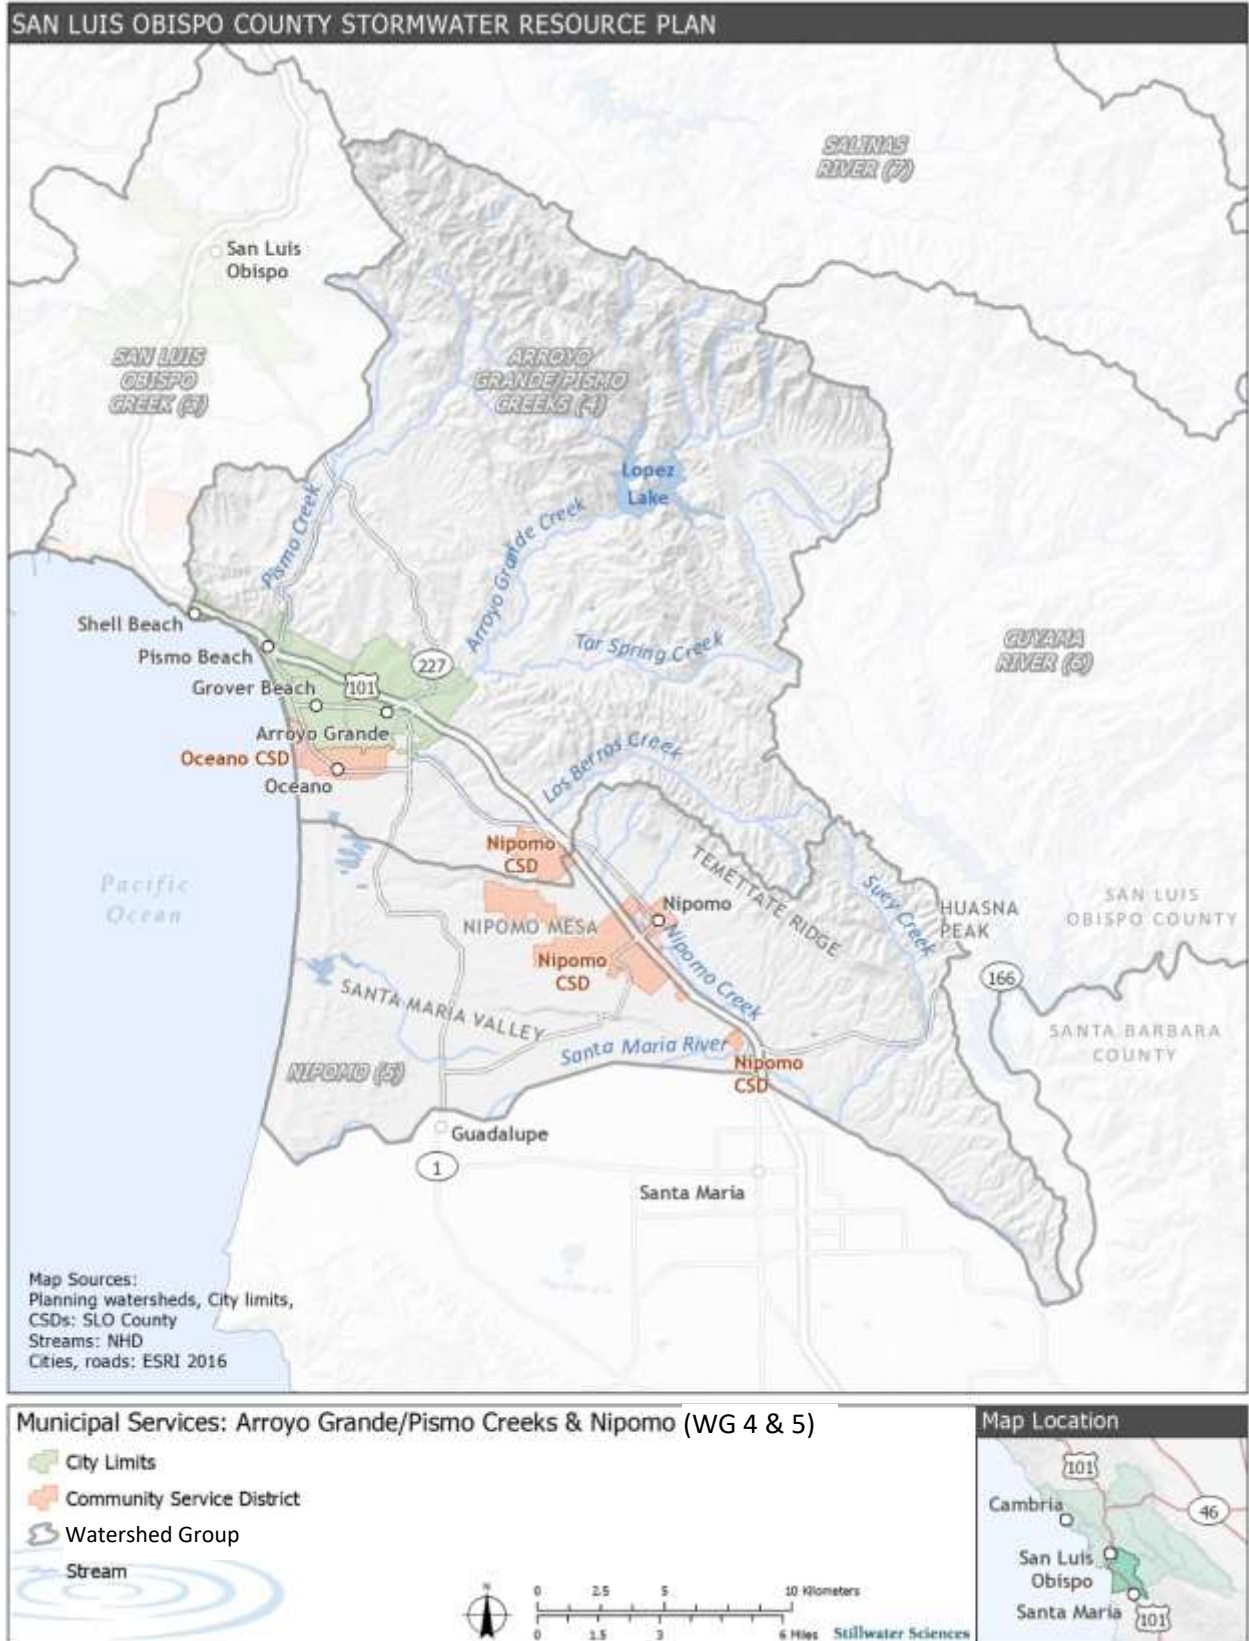 SAN LUIS OBISPO COUNTY STORMWATER RESOURCE PLAN
SALINAS
RIVER (7)
San Luis
Obispo
SAN LUIS
OBISPO
CREEK (3)
ARROYO
GRANDE/PISMO
CREEKS (4)
Lopez
Lake
Pismo Creek
Arroyo Grande Creek
Shell Beach
Pismo Beach
Tar Spring Creek
CUYAMA
RIVER (6)
227
Grover Beach
101
Arroyo Grande
Oceano CSD
Oceano
Los Berros Creek
Nipomo
CSD
Pacific
Ocean
TEMETTATE RIDGE
Sucy Creek
HUASNA
PEAK
SAN LUIS
OBISPO COUNTY
Nipomo
NIPOMO MESA
Nipomo
CSD
Nipomo Creek
166
SANTA MARIA VALLEY
SANTA BARBARA
COUNTY
Santa Maria River
NIPOMO (5)
Nipomo
CSD
Guadalupe
1
Santa Maria
Map Sources:
Planning watersheds, City limits,
CSDs: SLO County
Streams: NHD
Cities, roads: ESRI 2016
Municipal Services: Arroyo Grande/Pismo Creeks & Nipomo (WG 4 & 5)
City Limits
Community Service District
Watershed Group
Stream
N
0 2.5 5 10 Kilometers
0 1.5 3 6 Miles
Stillwater Sciences
Map Location
101
Cambria
46
San Luis
Obispo
Santa Maria
101